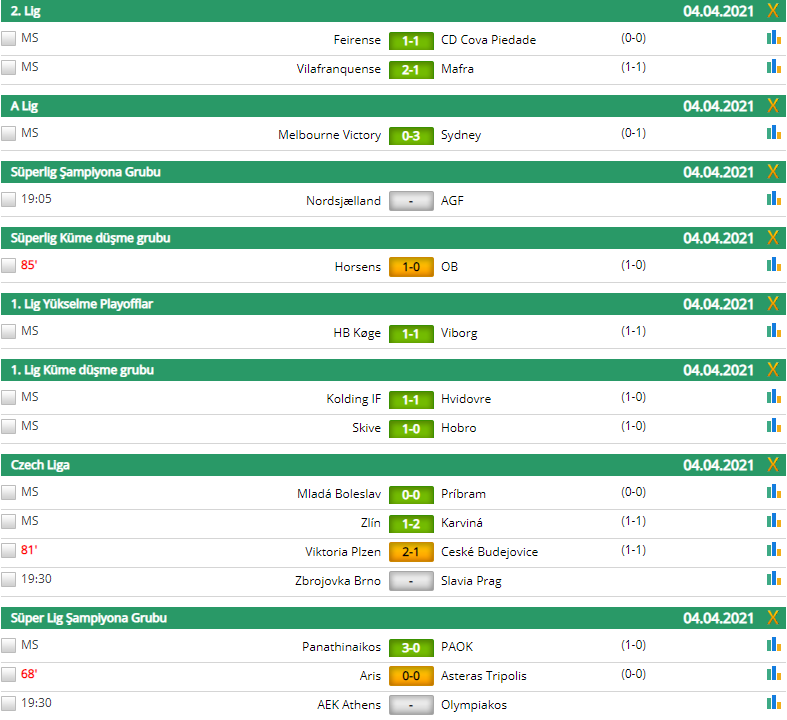 2. Lig 04.04.2021 X
MS Feirense 1-1 CD Cova Piedade (0-0)
MS Vilafranquense 2-1 Mafra (1-1)
A Lig 04.04.2021 X
MS Melbourne Victory 0-3 Sydney (0-1)
Süperlig Şampiyona Grubu 04.04.2021 X
19:05 Nordsjælland - AGF
Süperlig Küme düşme grubu 04.04.2021 X
85' Horsens 1-0 OB (1-0)
1. Lig Yükselme Playofflar 04.04.2021 X
MS HB Køge 1-1 Viborg (1-1)
1. Lig Küme düşme grubu 04.04.2021 X
MS Kolding IF 1-1 Hvidovre (1-0)
MS Skive 1-0 Hobro (1-0)
Czech Liga 04.04.2021 X
MS Mladá Boleslav 0-0 Príbram (0-0)
MS Zlín 1-2 Karviná (1-1)
81' Viktoria Plzen 2-1 Ceské Budejovice (1-1)
19:30 Zbrojovka Brno - Slavia Prag
Süper Lig Şampiyona Grubu 04.04.2021 X
MS Panathinaikos 3-0 PAOK (1-0)
68' Aris 0-0 Asteras Tripolis (0-0)
19:30 AEK Athens - Olympiakos